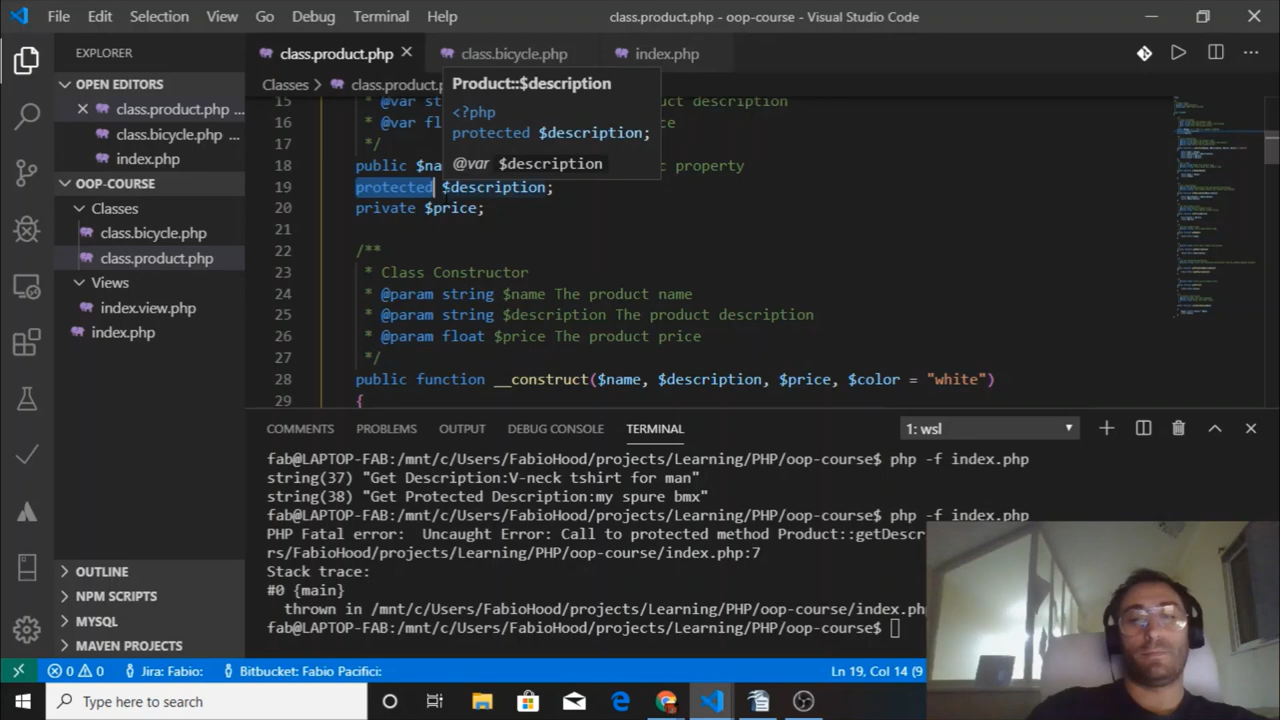 File Edit Selection View Go Debug Terminal Help
class.product.php - oop-course - Visual Studio Code
EXPLORER
OPEN EDITORS
class.product.php ...
class.bicycle.php ...
index.php
OOP-COURSE
Classes
class.bicycle.php
class.product.php
Views
index.view.php
index.php
OUTLINE
NPM SCRIPTS
MYSQL
MAVEN PROJECTS
class.product.php
class.bicycle.php
index.php
Classes > class.product.p
Product::$description
<?php
protected $description;
@var $description
15 * @var st duct description
16 * @var fl ce
17 */
18 public $na c property
19 protected $description;
20 private $price;
21
22 /**
23 * Class Constructor
24 * @param string $name The product name
25 * @param string $description The product description
26 * @param float $price The product price
27 */
28 public function __construct($name, $description, $price, $color = "white")
29 {
COMMENTS PROBLEMS OUTPUT DEBUG CONSOLE TERMINAL
1: wsl
fab@LAPTOP-FAB:/mnt/c/Users/FabioHood/projects/Learning/PHP/oop-course$ php -f index.php
string(37) "Get Description:V-neck tshirt for man"
string(38) "Get Protected Description:my spure bmx"
fab@LAPTOP-FAB:/mnt/c/Users/FabioHood/projects/Learning/PHP/oop-course$ php -f index.php
PHP Fatal error: Uncaught Error: Call to protected method Product::getDescr
rs/FabioHood/projects/Learning/PHP/oop-course/index.php:7
Stack trace:
#0 {main}
thrown in /mnt/c/Users/FabioHood/projects/Learning/PHP/oop-course/index.ph
fab@LAPTOP-FAB:/mnt/c/Users/FabioHood/projects/Learning/PHP/oop-course$
0 0 Jira: Fabio: Bitbucket: Fabio Pacifici:
Ln 19, Col 14 (9
Type here to search